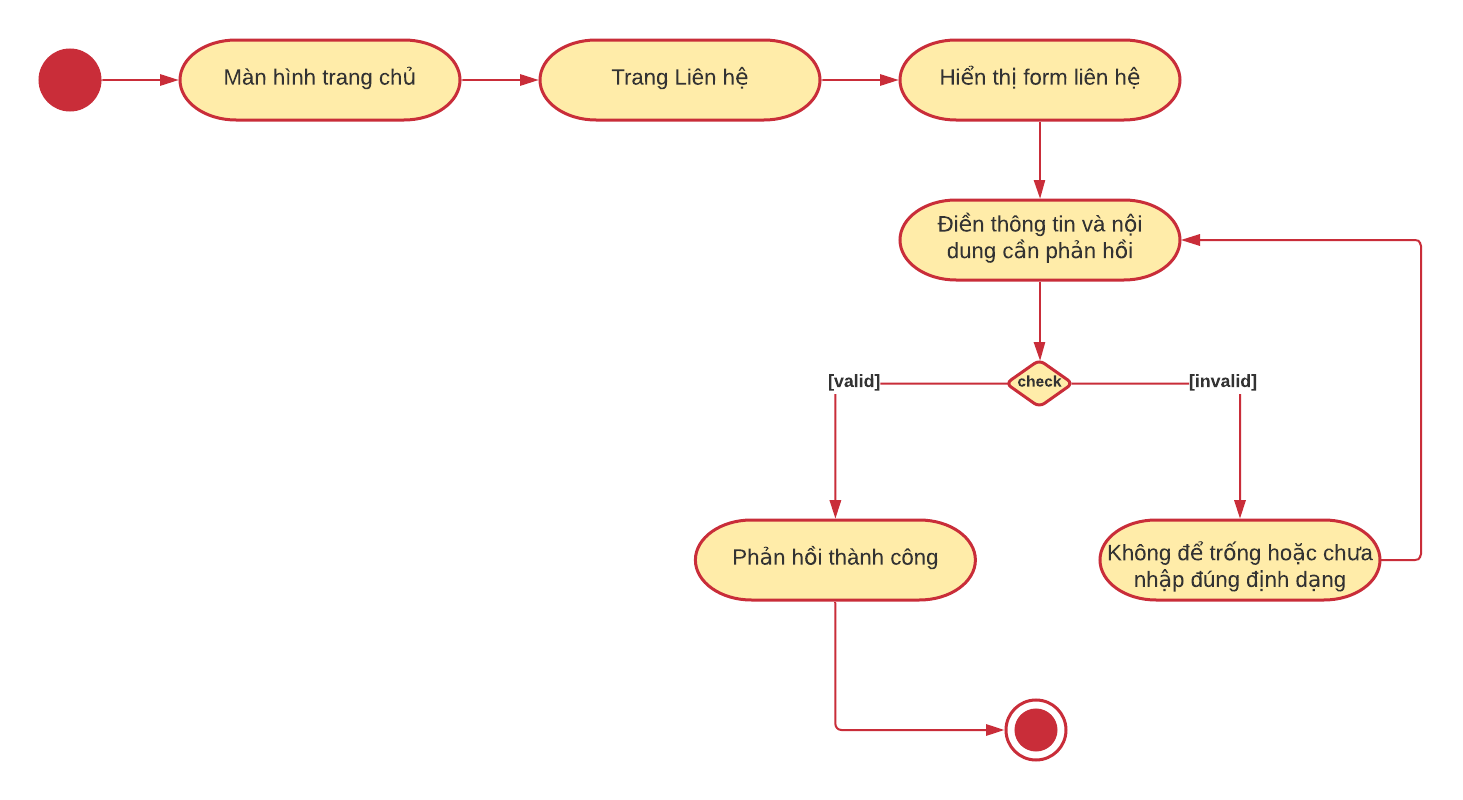 Màn hình trang chủ
Trang Liên hệ
Hiển thị form liên hệ
Điền thông tin và nội
dung cần phản hồi
[valid]
check
[invalid]
Phản hồi thành công
Không để trống hoặc chưa
nhập đúng định dạng